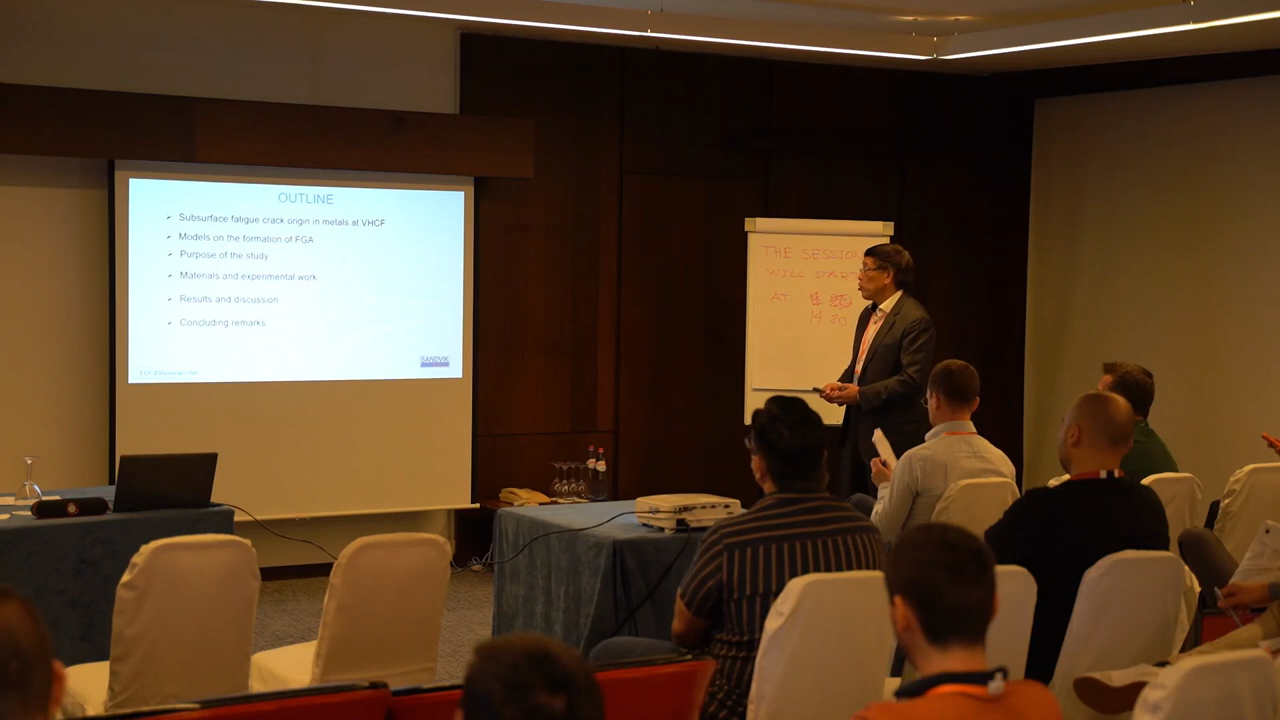 OUTLINE
Subsurface fatigue crack origin in metals at VHCF
Models on the formation of FGA
Purpose of the study
Materials and experimental work
Results and discussion
Concluding remarks
SANDVIK
THE SESSION
WILL START
AT
14 20